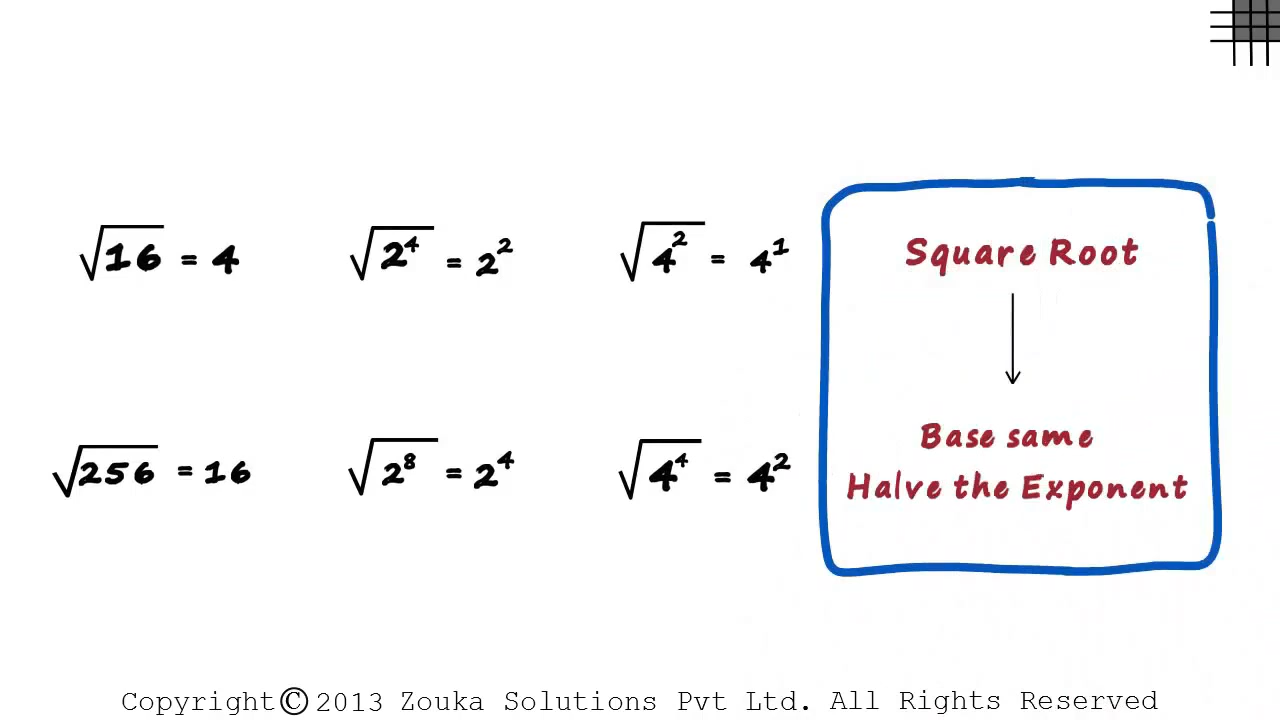 √16 = 4
√2⁴ = 2²
√4² = 4¹
√256 = 16
√2⁸ = 2⁴
√4⁴ = 4²
Square Root
Base same
Halve the Exponent
Copyright © 2013 Zouka Solutions Pvt Ltd. All Rights Reserved